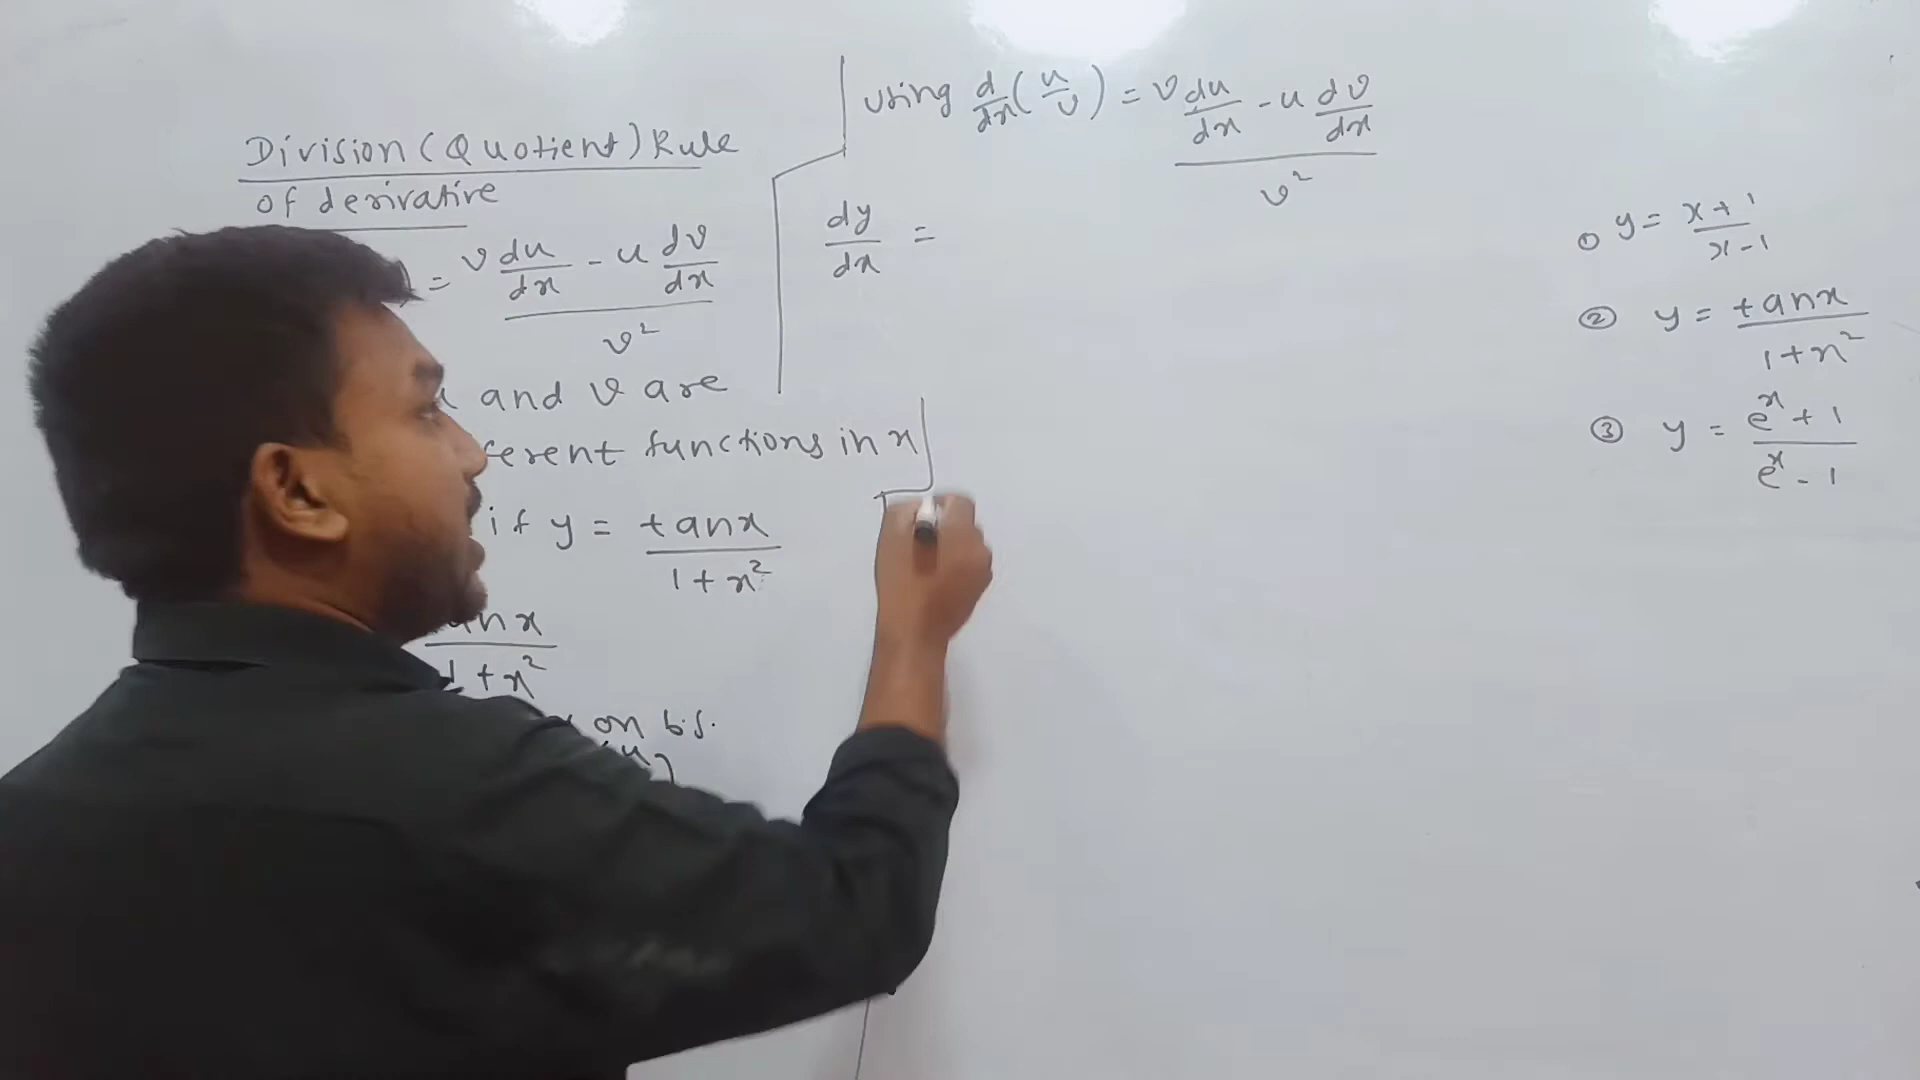 Division (Quotient) Rule
of derivative
) = v du/dx - u dv/dx
v²
and v are
ferent functions in x
if y = tanx / 1+x²
anx / 1+x²
on b.s.
using d/dx (u/v) = v du/dx - u dv/dx
v²
dy/dx =
① y = x+1 / x-1
② y = tanx / 1+x²
③ y = eˣ+1 / eˣ-1